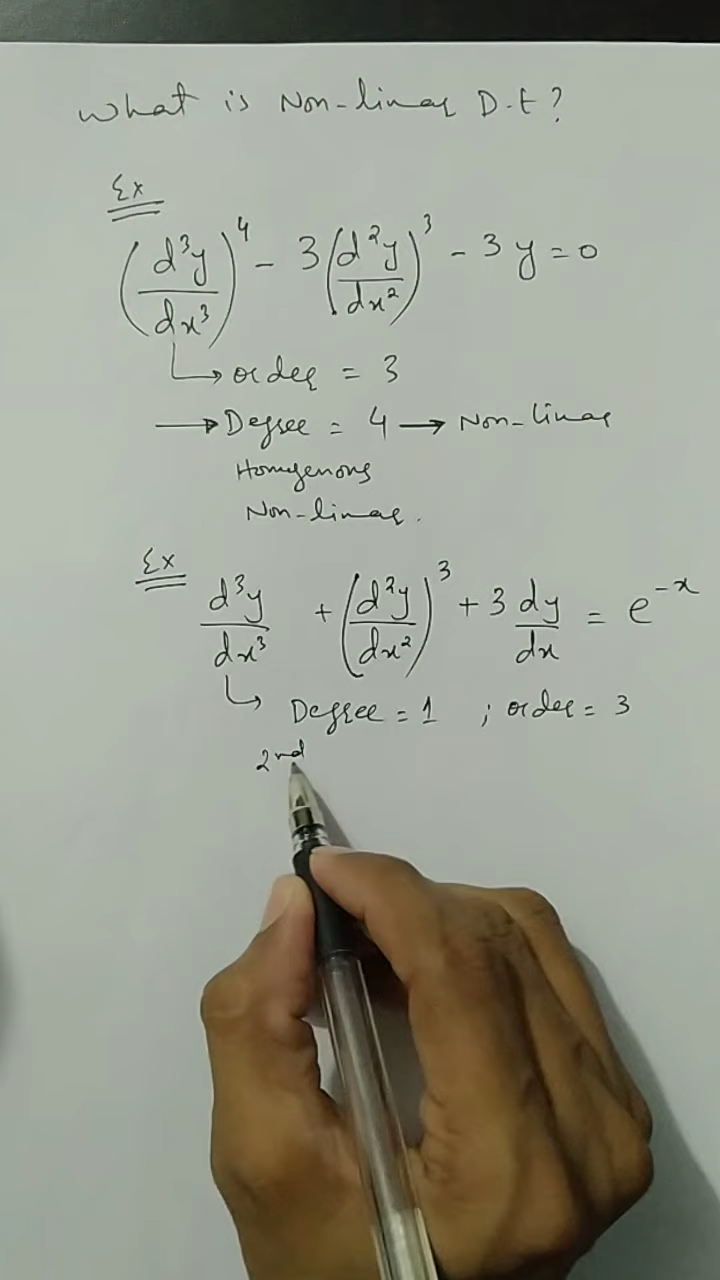 What is Non-linear D.E?
Ex
(d³y/dx³)⁴ - 3(d²y/dx²)³ - 3y = 0
↳ order = 3
→ Degree = 4 → Non-linear
Homogenous
Non-linear.
Ex
d³y/dx³ + (d²y/dx²)³ + 3 dy/dx = e⁻ˣ
↳ Degree = 1 ; order = 3
2nd